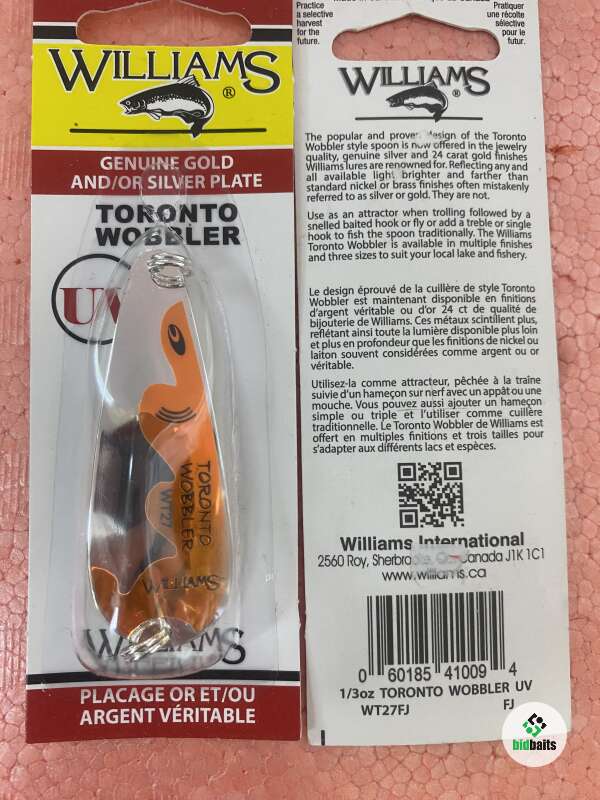 WILLIAMS
®
GENUINE GOLD
AND/OR SILVER PLATE
TORONTO
WOBBLER
UV
TORONTO
WOBBLER
WT27
WILLIAMS
WILLIAMS
PLACAGE OR ET/OU
ARGENT VÉRITABLE
Practice
a selective
harvest
for the
future.
Pratiquer
une récolte
sélective
pour le
futur.
WILLIAMS
®
The popular and proven design of the Toronto
Wobbler style spoon is now offered in the jewelry
quality, genuine silver and 24 carat gold finishes
Williams lures are renowned for. Reflecting any and
all available light brighter and farther than
standard nickel or brass finishes often mistakenly
referred to as silver or gold. They are not.
Use as an attractor when trolling followed by a
snelled baited hook or fly or add a treble or single
hook to fish the spoon traditionally. The Williams
Toronto Wobbler is available in multiple finishes
and three sizes to suit your local lake and fishery.
Le design éprouvé de la cuillère de style Toronto
Wobbler est maintenant disponible en finitions
d'argent véritable ou d'or 24 ct de qualité de
bijouterie de Williams. Ces métaux scintillent plus,
reflétant ainsi toute la lumière disponible plus loin
et plus en profondeur que les finitions de nickel ou
laiton souvent considérées comme argent ou or
véritable.
Utilisez-la comme attracteur, pêchée à la traîne
suivie d'un hameçon sur nerf avec un appât ou une
mouche. Vous pouvez aussi ajouter un hameçon
simple ou triple et l'utiliser comme cuillère
traditionnelle. Le Toronto Wobbler de Williams est
offert en multiples finitions et trois tailles pour
s'adapter aux différents lacs et espèces.
Williams International
2560 Roy, Sherbrooke, Canada J1K 1C1
www.williams.ca
0 60185 41009 4
1/3oz TORONTO WOBBLER UV
WT27FJ FJ
bidbaits